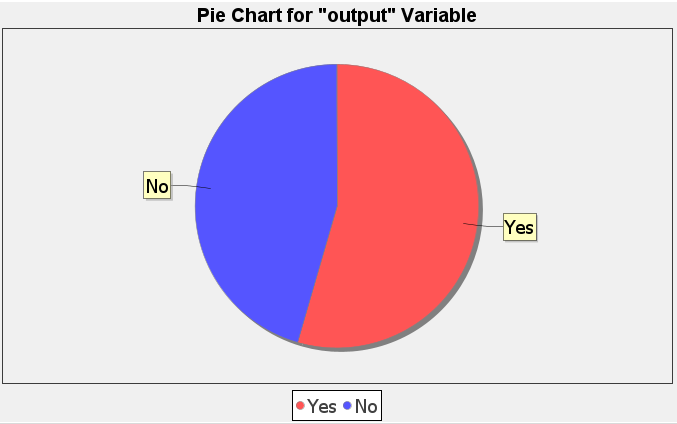 Pie Chart for "output" Variable
No
Yes
Yes No